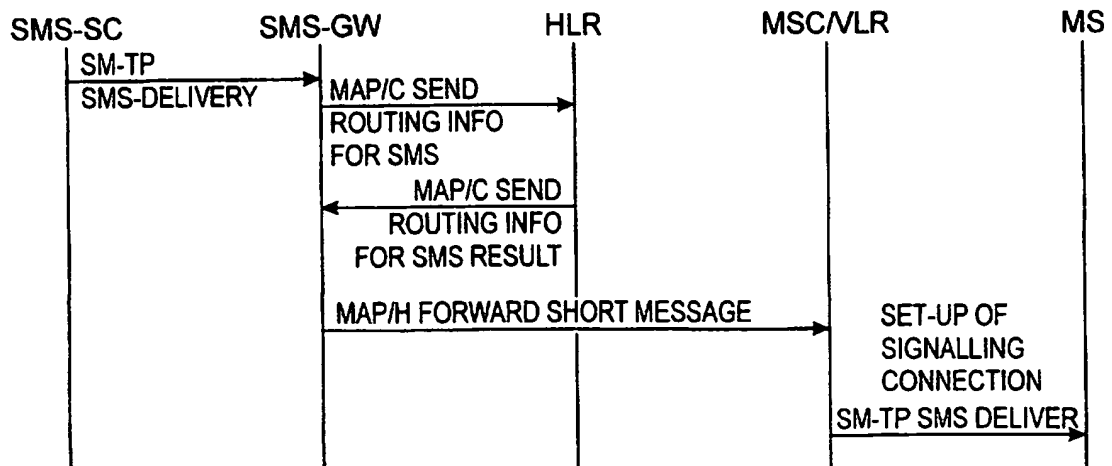 SMS-SC SMS-GW HLR MSC/VLR MS
SM-TP
SMS-DELIVERY
MAP/C SEND
ROUTING INFO
FOR SMS
MAP/C SEND
ROUTING INFO
FOR SMS RESULT
MAP/H FORWARD SHORT MESSAGE
SET-UP OF
SIGNALLING
CONNECTION
SM-TP SMS DELIVER